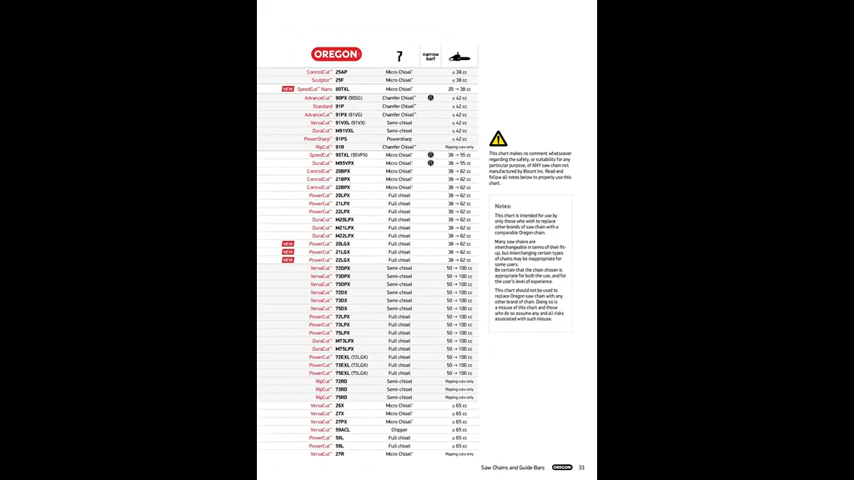 OREGON
narrow
kerf
ControlCut™ 25AP Micro Chisel® ≤ 38 cc
Sculptor™ 25F Micro Chisel® ≤ 38 cc
NEW SpeedCut™ Nano 80TXL Micro Chisel® 20 → 38 cc
AdvanceCut™ 90PX (90SG) Chamfer Chisel™ ≤ 42 cc
Standard 91P Chamfer Chisel™ ≤ 42 cc
AdvanceCut™ 91PX (91VG) Chamfer Chisel™ ≤ 42 cc
VersaCut™ 91VXL (91VX) Semi-chisel ≤ 42 cc
DuraCut™ M91VXL Semi-chisel ≤ 42 cc
PowerSharp™ 91PS Powersharp ≤ 42 cc
RipCut™ 91R Chamfer Chisel™ Ripping cuts only
SpeedCut™ 95TXL (95VPX) Micro Chisel® 38 → 55 cc
DuraCut™ M95VPX Micro Chisel® 38 → 55 cc
ControlCut™ 20BPX Micro Chisel® 38 → 62 cc
ControlCut™ 21BPX Micro Chisel® 38 → 62 cc
ControlCut™ 22BPX Micro Chisel® 38 → 62 cc
PowerCut™ 20LPX Full chisel 38 → 62 cc
PowerCut™ 21LPX Full chisel 38 → 62 cc
PowerCut™ 22LPX Full chisel 38 → 62 cc
DuraCut™ M20LPX Full chisel 38 → 62 cc
DuraCut™ M21LPX Full chisel 38 → 62 cc
DuraCut™ M22LPX Full chisel 38 → 62 cc
NEW PowerCut™ 20LGX Full chisel 38 → 62 cc
NEW PowerCut™ 21LGX Full chisel 38 → 62 cc
NEW PowerCut™ 22LGX Full chisel 38 → 62 cc
VersaCut™ 72DPX Semi-chisel 50 → 100 cc
VersaCut™ 73DPX Semi-chisel 50 → 100 cc
VersaCut™ 75DPX Semi-chisel 50 → 100 cc
VersaCut™ 72DX Semi-chisel 50 → 100 cc
VersaCut™ 73DX Semi-chisel 50 → 100 cc
VersaCut™ 75DX Semi-chisel 50 → 100 cc
PowerCut™ 72LPX Full chisel 50 → 100 cc
PowerCut™ 73LPX Full chisel 50 → 100 cc
PowerCut™ 75LPX Full chisel 50 → 100 cc
DuraCut™ M73LPX Full chisel 50 → 100 cc
DuraCut™ M75LPX Full chisel 50 → 100 cc
PowerCut™ 72EXL (72LGX) Full chisel 50 → 100 cc
PowerCut™ 73EXL (73LGX) Full chisel 50 → 100 cc
PowerCut™ 75EXL (75LGX) Full chisel 50 → 100 cc
RipCut™ 72RD Semi-chisel Ripping cuts only
RipCut™ 73RD Semi-chisel Ripping cuts only
RipCut™ 75RD Semi-chisel Ripping cuts only
VersaCut™ 26X Micro Chisel® ≥ 65 cc
VersaCut™ 27X Micro Chisel® ≥ 65 cc
VersaCut™ 27PX Micro Chisel® ≥ 65 cc
VersaCut™ 59ACL Chipper ≥ 65 cc
PowerCut™ 58L Full chisel ≥ 65 cc
PowerCut™ 59L Full chisel ≥ 65 cc
VersaCut™ 27R Micro Chisel® Ripping cuts only
This chart makes no comment whatsoever
regarding the safety, or suitability for any
particular purpose, of ANY saw chain not
manufactured by Blount Inc. Read and
follow all notes below to properly use this
chart.
Notes:
This chart is intended for use by
only those who wish to replace
other brands of saw chain with a
comparable Oregon chain.
Many saw chains are
interchangeable in terms of their fit-
up, but interchanging certain types
of chains may be inappropriate for
some users.
Be certain that the chain chosen is
appropriate for both the use, and for
the user's level of experience.
This chart should not be used to
replace Oregon saw chain with any
other brand of chain. Doing so is
a misuse of this chart and those
who do so assume any and all risks
associated with such misuse.
Saw Chains and Guide Bars OREGON 33